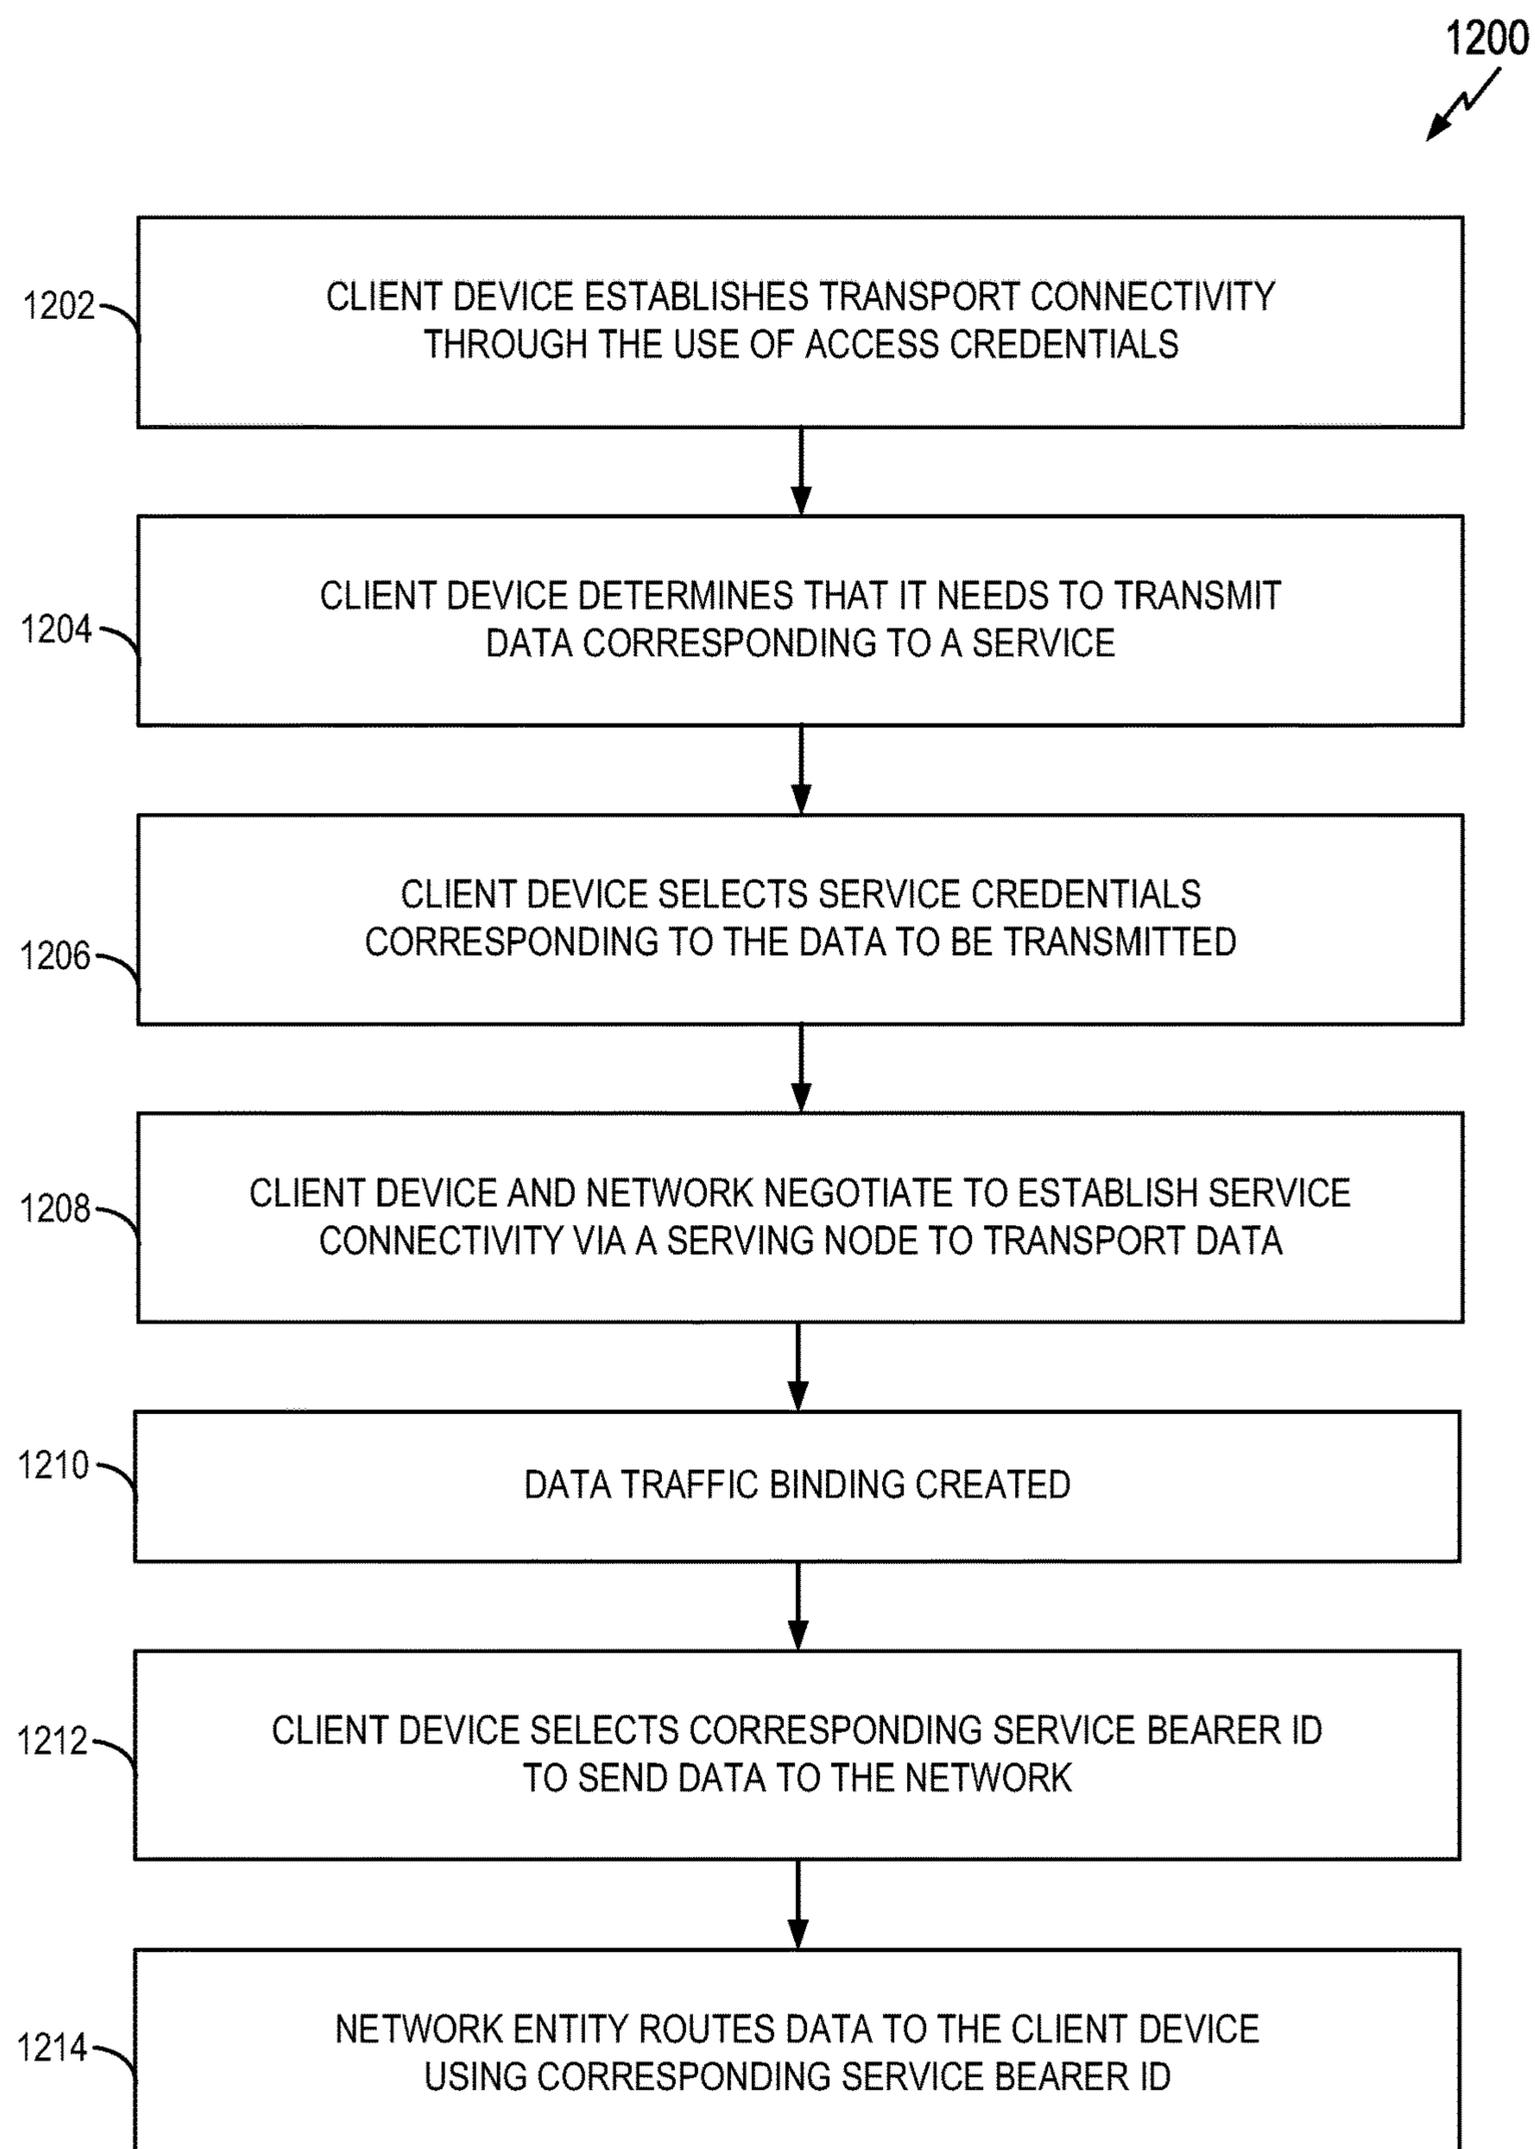 1200
1202
CLIENT DEVICE ESTABLISHES TRANSPORT CONNECTIVITY
THROUGH THE USE OF ACCESS CREDENTIALS
1204
CLIENT DEVICE DETERMINES THAT IT NEEDS TO TRANSMIT
DATA CORRESPONDING TO A SERVICE
1206
CLIENT DEVICE SELECTS SERVICE CREDENTIALS
CORRESPONDING TO THE DATA TO BE TRANSMITTED
1208
CLIENT DEVICE AND NETWORK NEGOTIATE TO ESTABLISH SERVICE
CONNECTIVITY VIA A SERVING NODE TO TRANSPORT DATA
1210
DATA TRAFFIC BINDING CREATED
1212
CLIENT DEVICE SELECTS CORRESPONDING SERVICE BEARER ID
TO SEND DATA TO THE NETWORK
1214
NETWORK ENTITY ROUTES DATA TO THE CLIENT DEVICE
USING CORRESPONDING SERVICE BEARER ID